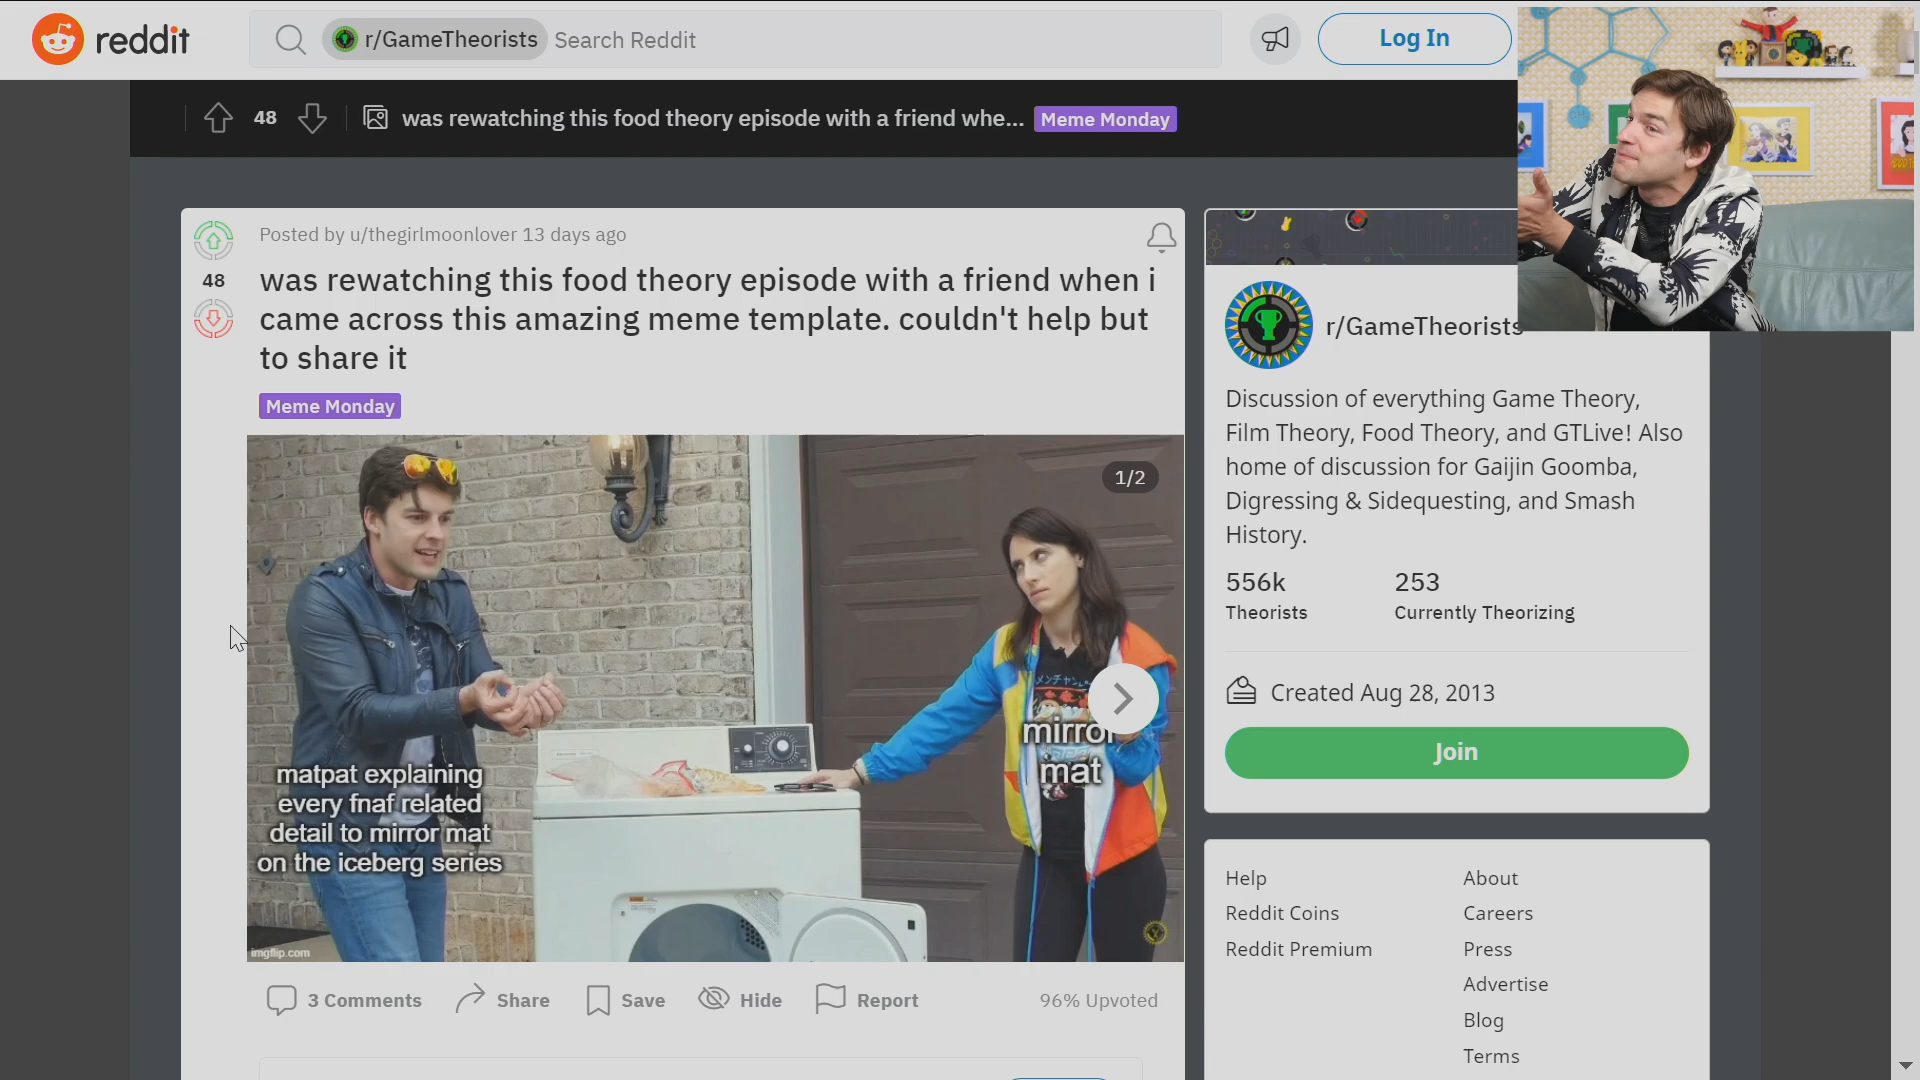 reddit
r/GameTheorists Search Reddit
Log In
48
was rewatching this food theory episode with a friend whe...
Meme Monday
Posted by u/thegirlmoonlover 13 days ago
48
was rewatching this food theory episode with a friend when i
came across this amazing meme template. couldn't help but
to share it
Meme Monday
1/2
matpat explaining
every fnaf related
detail to mirror mat
on the iceberg series
mirror
mat
imgflip.com
3 Comments
Share
Save
Hide
Report
96% Upvoted
r/GameTheorists
Discussion of everything Game Theory,
Film Theory, Food Theory, and GTLive! Also
home of discussion for Gaijin Goomba,
Digressing & Sidequesting, and Smash
History.
556k
Theorists
253
Currently Theorizing
Created Aug 28, 2013
Join
Help
Reddit Coins
Reddit Premium
About
Careers
Press
Advertise
Blog
Terms